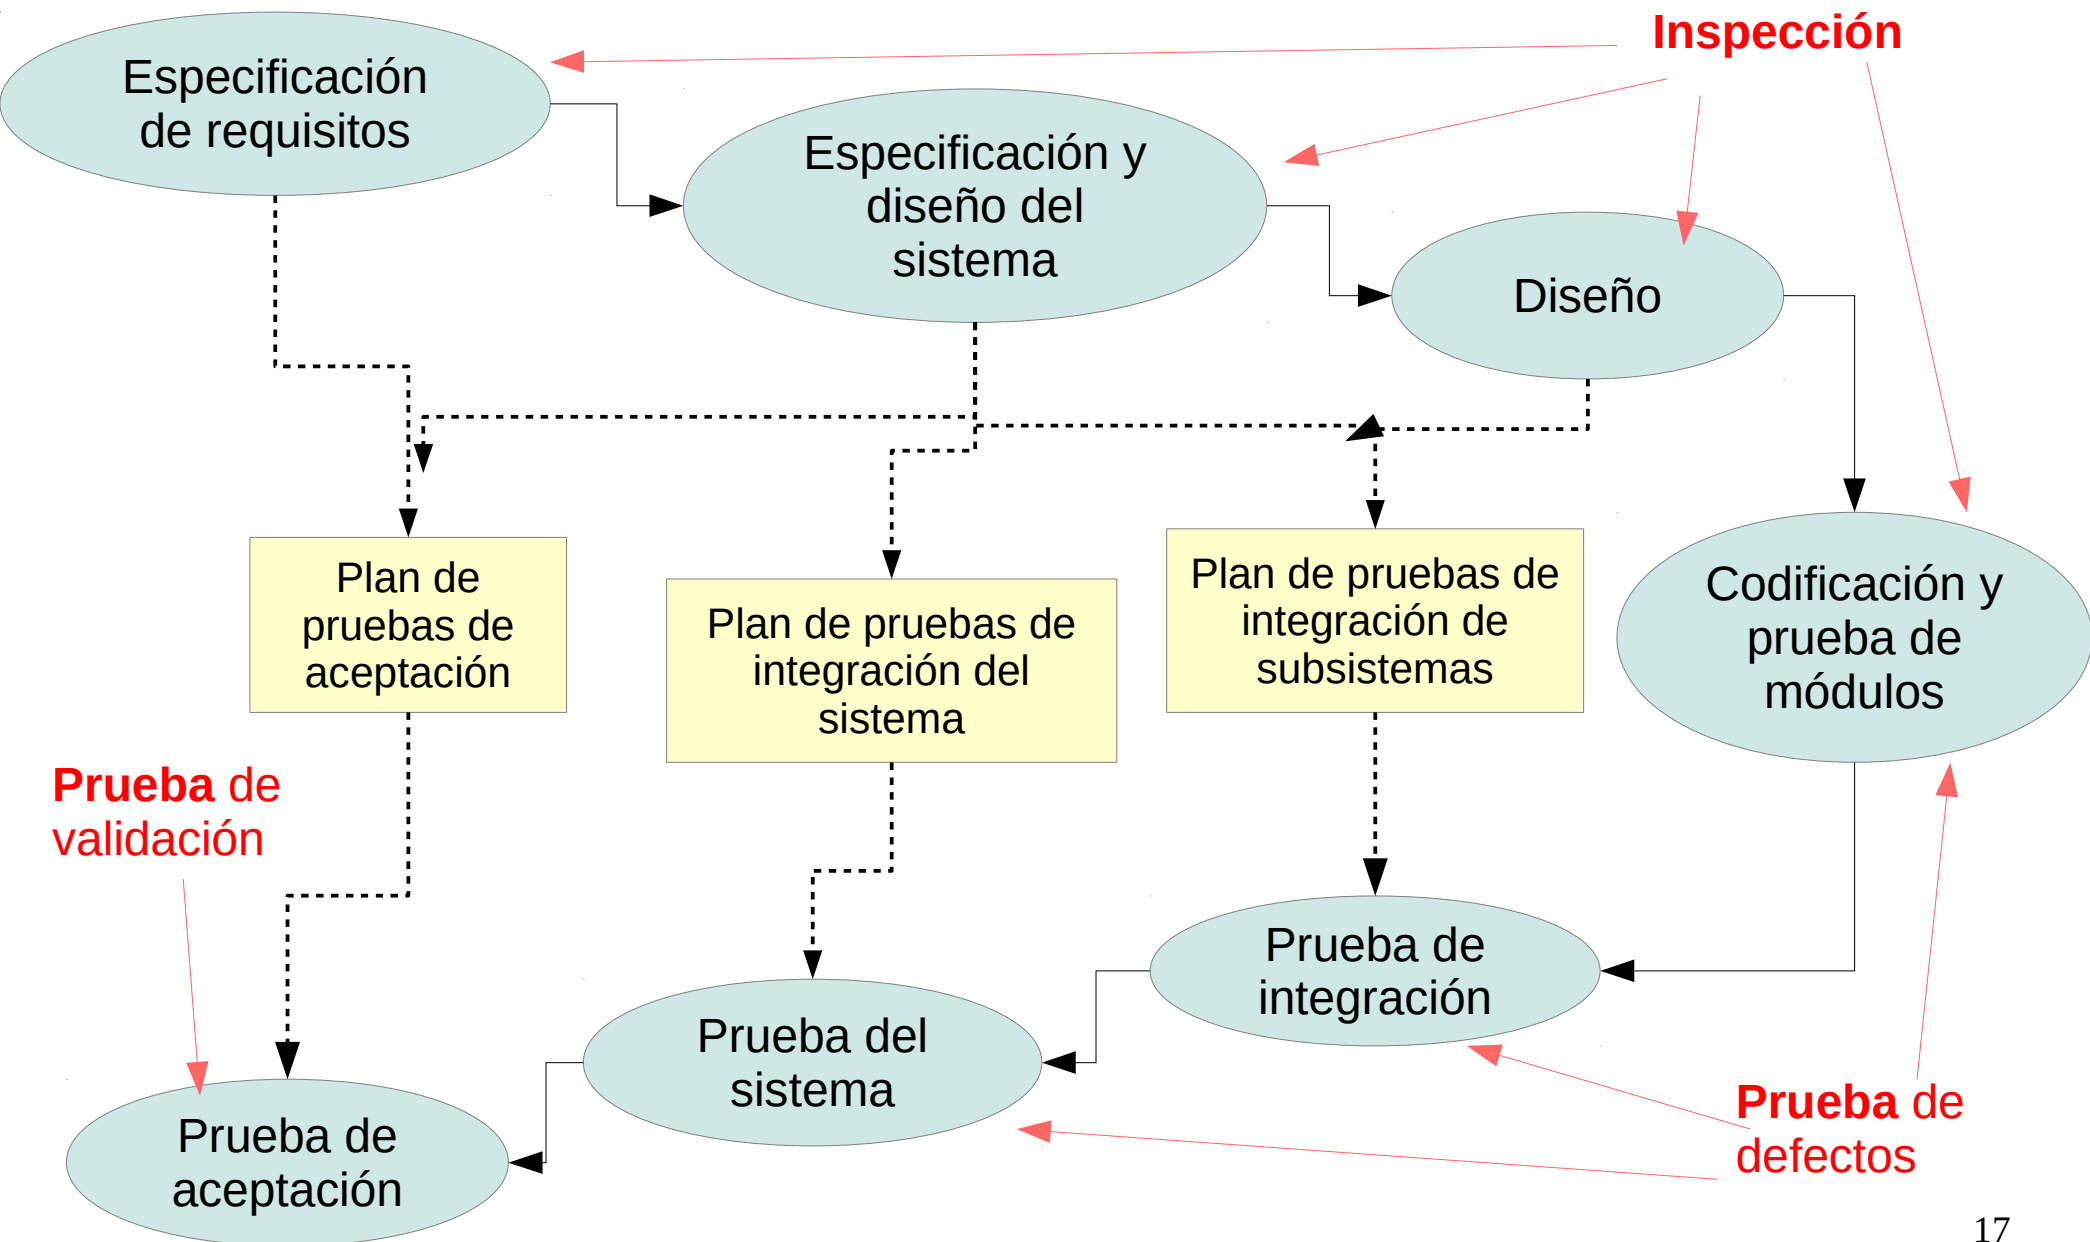 Inspección
Especificación
de requisitos
Especificación y
diseño del
sistema
Diseño
Plan de
pruebas de
aceptación
Plan de pruebas de
integración del
sistema
Plan de pruebas de
integración de
subsistemas
Codificación y
prueba de
módulos
Prueba de
validación
Prueba de
integración
Prueba del
sistema
Prueba de
aceptación
Prueba de
defectos
17